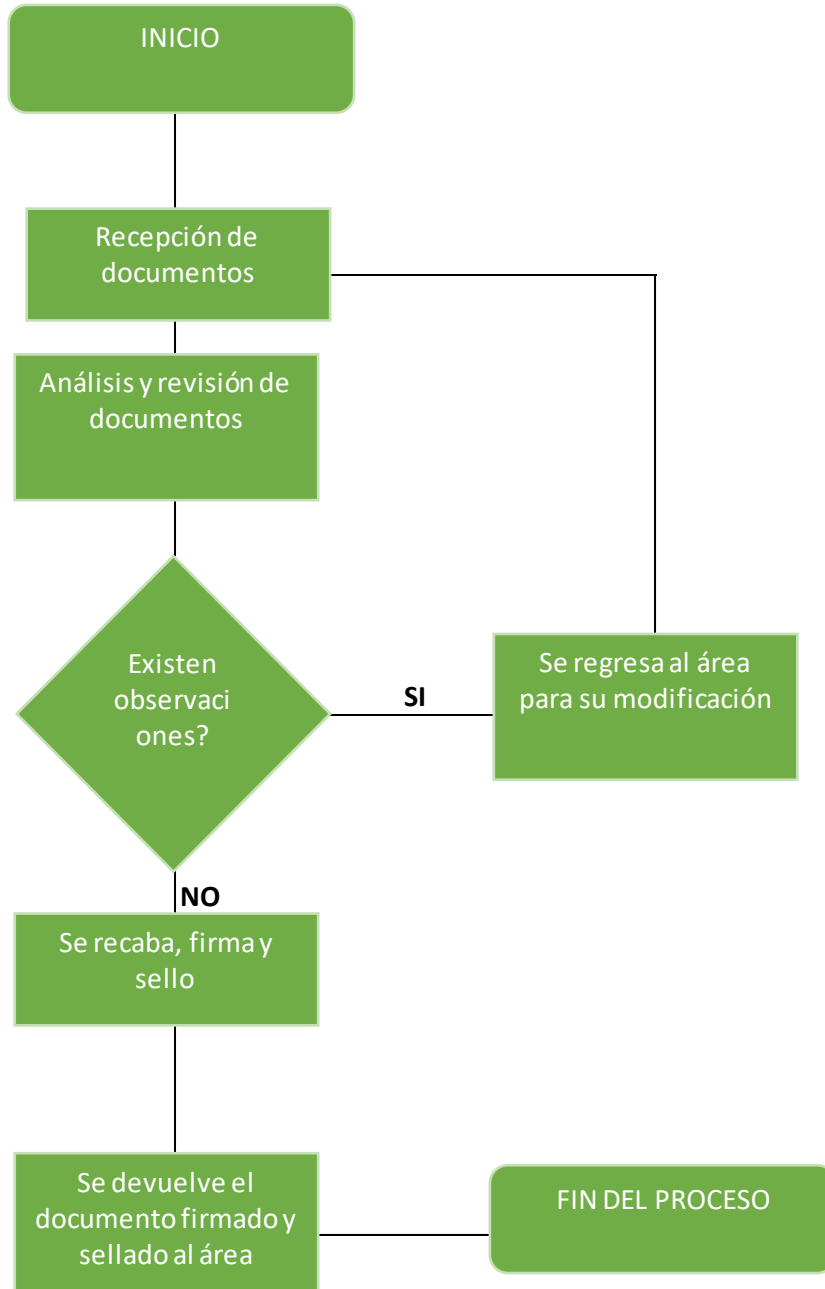 INICIO
Recepción de
documentos
Análisis y revisión de
documentos
Existen
observaci
ones?
SI
Se regresa al área
para su modificación
NO
Se recaba, firma y
sello
Se devuelve el
documento firmado y
sellado al área
FIN DEL PROCESO